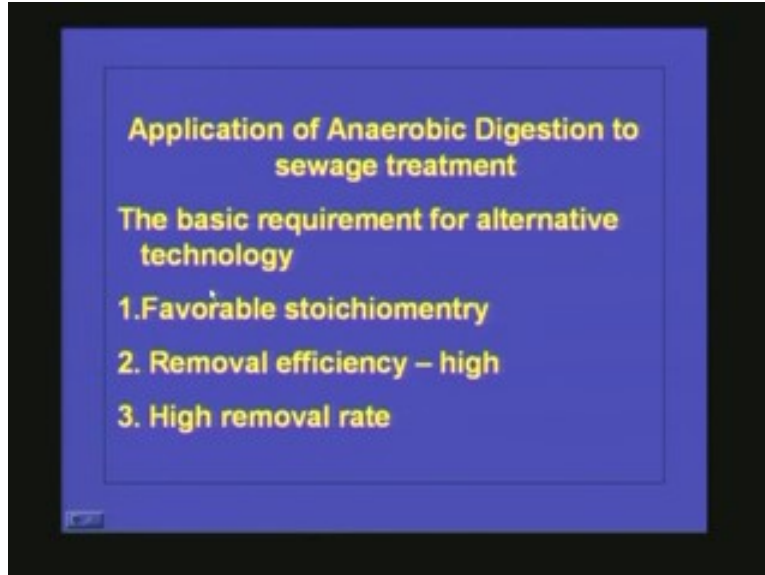 Application of Anaerobic Digestion to
sewage treatment
The basic requirement for alternative
technology
1.Favorable stoichiomentry
2. Removal efficiency – high
3. High removal rate